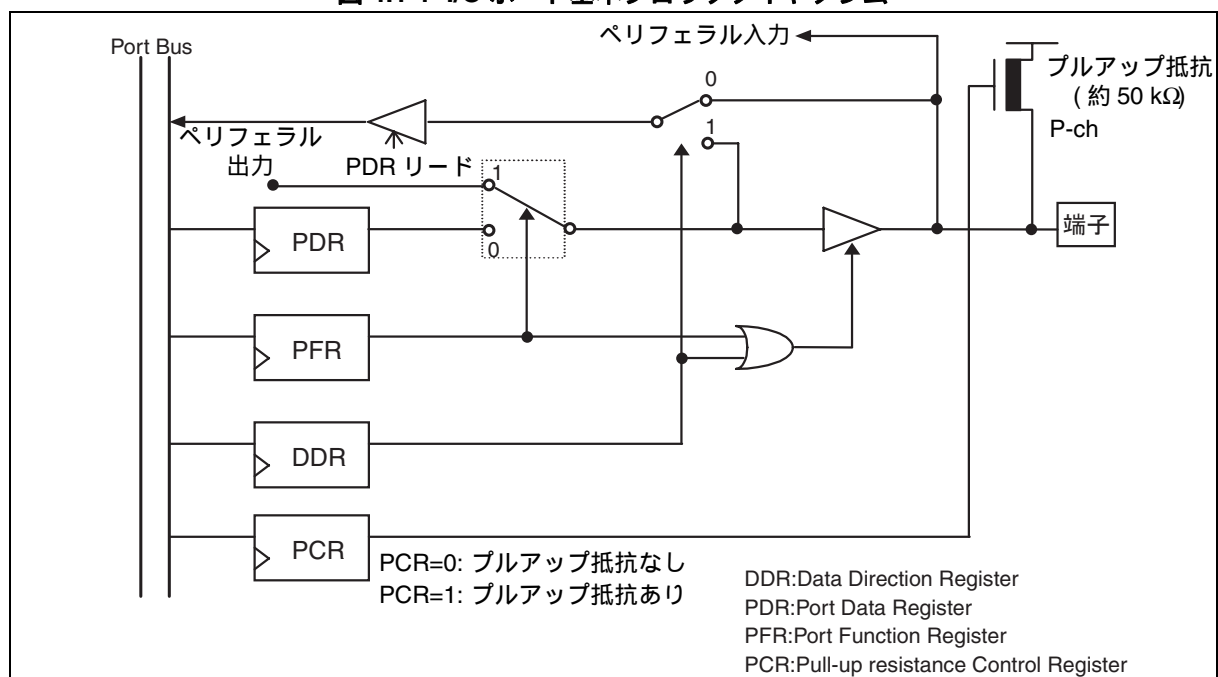 Port Bus
ペリフェラル入力
プルアップ抵抗
( 約 50 kΩ)
P-ch
0
1
ペリフェラル
出力
PDR リード
1
0
PDR
端子
PFR
DDR
PCR
PCR=0: プルアップ抵抗なし
PCR=1: プルアップ抵抗あり
DDR:Data Direction Register
PDR:Port Data Register
PFR:Port Function Register
PCR:Pull-up resistance Control Register